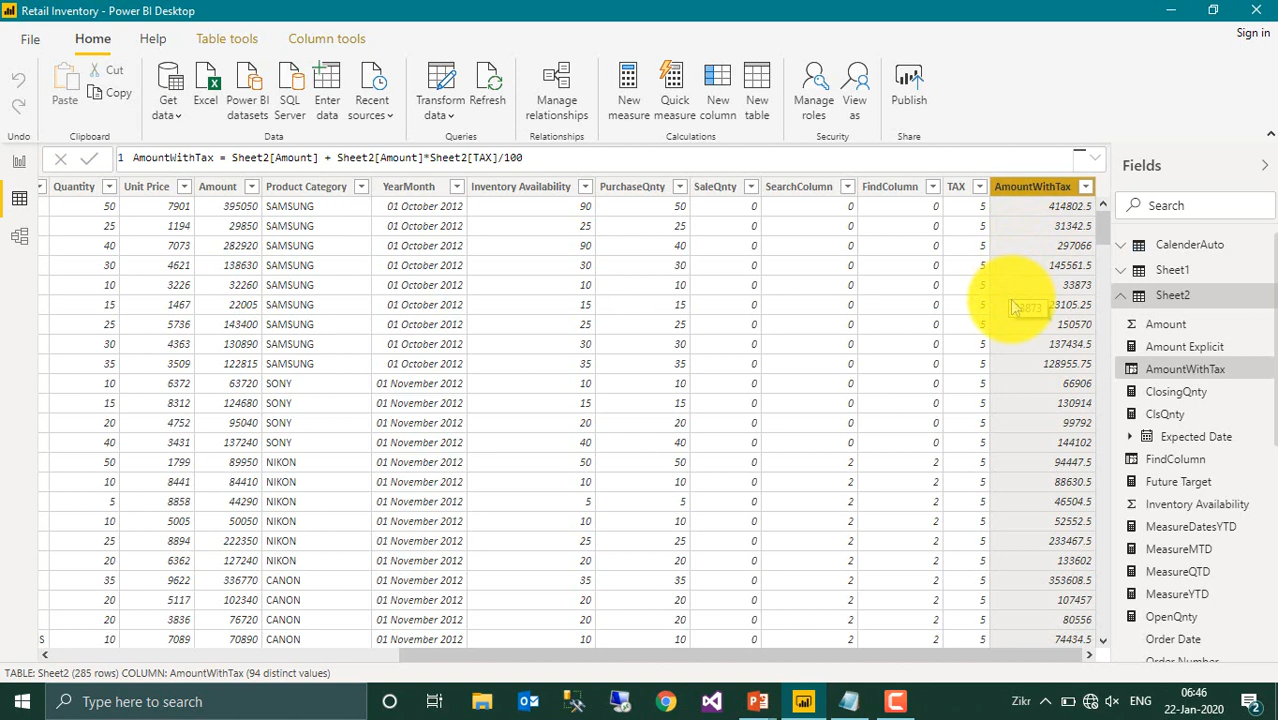 Retail Inventory - Power BI Desktop
Sign in
File Home Help Table tools Column tools
Paste Cut Copy
Get data Excel Power BI datasets SQL Server Enter data Recent sources
Transform data Refresh
Manage relationships
New measure Quick measure New column New table
Manage roles View as
Publish
Undo Clipboard Data Queries Relationships Calculations Security Share
1 AmountWithTax = Sheet2[Amount] + Sheet2[Amount]*Sheet2[TAX]/100
Quantity Unit Price Amount Product Category YearMonth Inventory Availability PurchaseQnty SaleQnty SearchColumn FindColumn TAX AmountWithTax
50 7901 395050 SAMSUNG 01 October 2012 90 50 0 0 0 5 414802.5
25 1194 29850 SAMSUNG 01 October 2012 25 25 0 0 0 5 31342.5
40 7073 282920 SAMSUNG 01 October 2012 90 40 0 0 0 5 297066
30 4621 138630 SAMSUNG 01 October 2012 30 30 0 0 0 5 145561.5
10 3226 32260 SAMSUNG 01 October 2012 10 10 0 0 0 5 33873
15 1467 22005 SAMSUNG 01 October 2012 15 15 0 0 0 5 23105.25
25 5736 143400 SAMSUNG 01 October 2012 25 25 0 0 0 5 150570
30 4363 130890 SAMSUNG 01 October 2012 30 30 0 0 0 5 137434.5
35 3509 122815 SAMSUNG 01 October 2012 35 35 0 0 0 5 128955.75
10 6372 63720 SONY 01 November 2012 10 10 0 0 0 5 66906
15 8312 124680 SONY 01 November 2012 15 15 0 0 0 5 130914
20 4752 95040 SONY 01 November 2012 20 20 0 0 0 5 99792
40 3431 137240 SONY 01 November 2012 40 40 0 0 0 5 144102
50 1799 89950 NIKON 01 November 2012 50 50 0 2 2 5 94447.5
10 8441 84410 NIKON 01 November 2012 10 10 0 2 2 5 88630.5
5 8858 44290 NIKON 01 November 2012 5 5 0 2 2 5 46504.5
10 5005 50050 NIKON 01 November 2012 10 10 0 2 2 5 52552.5
25 8894 222350 NIKON 01 November 2012 25 25 0 2 2 5 233467.5
20 6362 127240 NIKON 01 November 2012 20 20 0 2 2 5 133602
35 9622 336770 CANON 01 November 2012 35 35 0 2 2 5 353608.5
20 5117 102340 CANON 01 November 2012 20 20 0 2 2 5 107457
20 3836 76720 CANON 01 November 2012 20 20 0 2 2 5 80556
S 10 7089 70890 CANON 01 November 2012 10 10 0 2 2 5 74434.5
Fields
Search
CalenderAuto
Sheet1
Sheet2
Amount
Amount Explicit
AmountWithTax
ClosingQnty
ClsQnty
Expected Date
FindColumn
Future Target
Inventory Availability
MeasureDatesYTD
MeasureMTD
MeasureQTD
MeasureYTD
OpenQnty
Order Date
Order Number
TABLE: Sheet2 (285 rows) COLUMN: AmountWithTax (94 distinct values)
Type here to search
Zikr ENG 06:46
22-Jan-2020
2